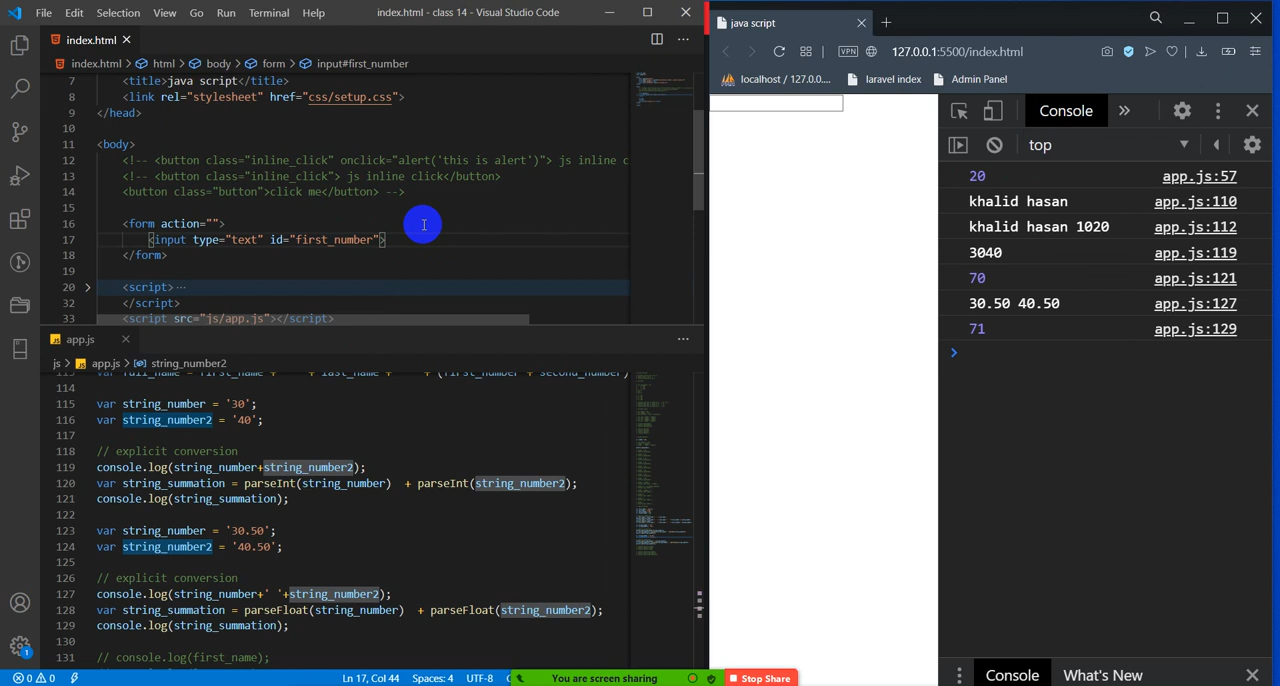 File Edit Selection View Go Run Terminal Help index.html - class 14 - Visual Studio Code
index.html
index.html > html > body > form > input#first_number
7 <title>java script</title>
8 <link rel="stylesheet" href="css/setup.css">
9 </head>
10
11 <body>
12 <!-- <button class="inline_click" onclick="alert('this is alert')"> js inline c
13 <!-- <button class="inline_click"> js inline click</button>
14 <button class="button">click me</button> -->
15
16 <form action="">
17 <input type="text" id="first_number">
18 </form>
19
20 <script>…
32 </script>
33 <script src="js/app.js"></script>
app.js
js > app.js > string_number2
114
115 var string_number = '30';
116 var string_number2 = '40';
117
118 // explicit conversion
119 console.log(string_number+string_number2);
120 var string_summation = parseInt(string_number) + parseInt(string_number2);
121 console.log(string_summation);
122
123 var string_number = '30.50';
124 var string_number2 = '40.50';
125
126 // explicit conversion
127 console.log(string_number+' '+string_number2);
128 var string_summation = parseFloat(string_number) + parseFloat(string_number2);
129 console.log(string_summation);
130
131 // console.log(first_name);
1
0 0 Ln 17, Col 44 Spaces: 4 UTF-8
You are screen sharing Stop Share
java script
VPN 127.0.0.1:5500/index.html
localhost / 127.0.0.... laravel index Admin Panel
Console »
top
20 app.js:57
khalid hasan app.js:110
khalid hasan 1020 app.js:112
3040 app.js:119
70 app.js:121
30.50 40.50 app.js:127
71 app.js:129
Console What's New